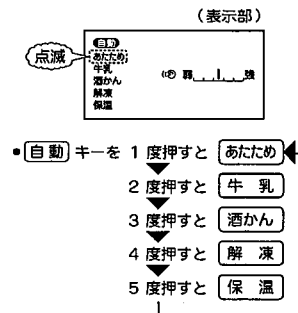 (表示部)
点滅
自動
あたため
牛乳
酒かん
解凍
保温
弱 強
•自動キーを 1 度押すと あたため
2 度押すと 牛 乳
3 度押すと 酒かん
4 度押すと 解 凍
5 度押すと 保 温